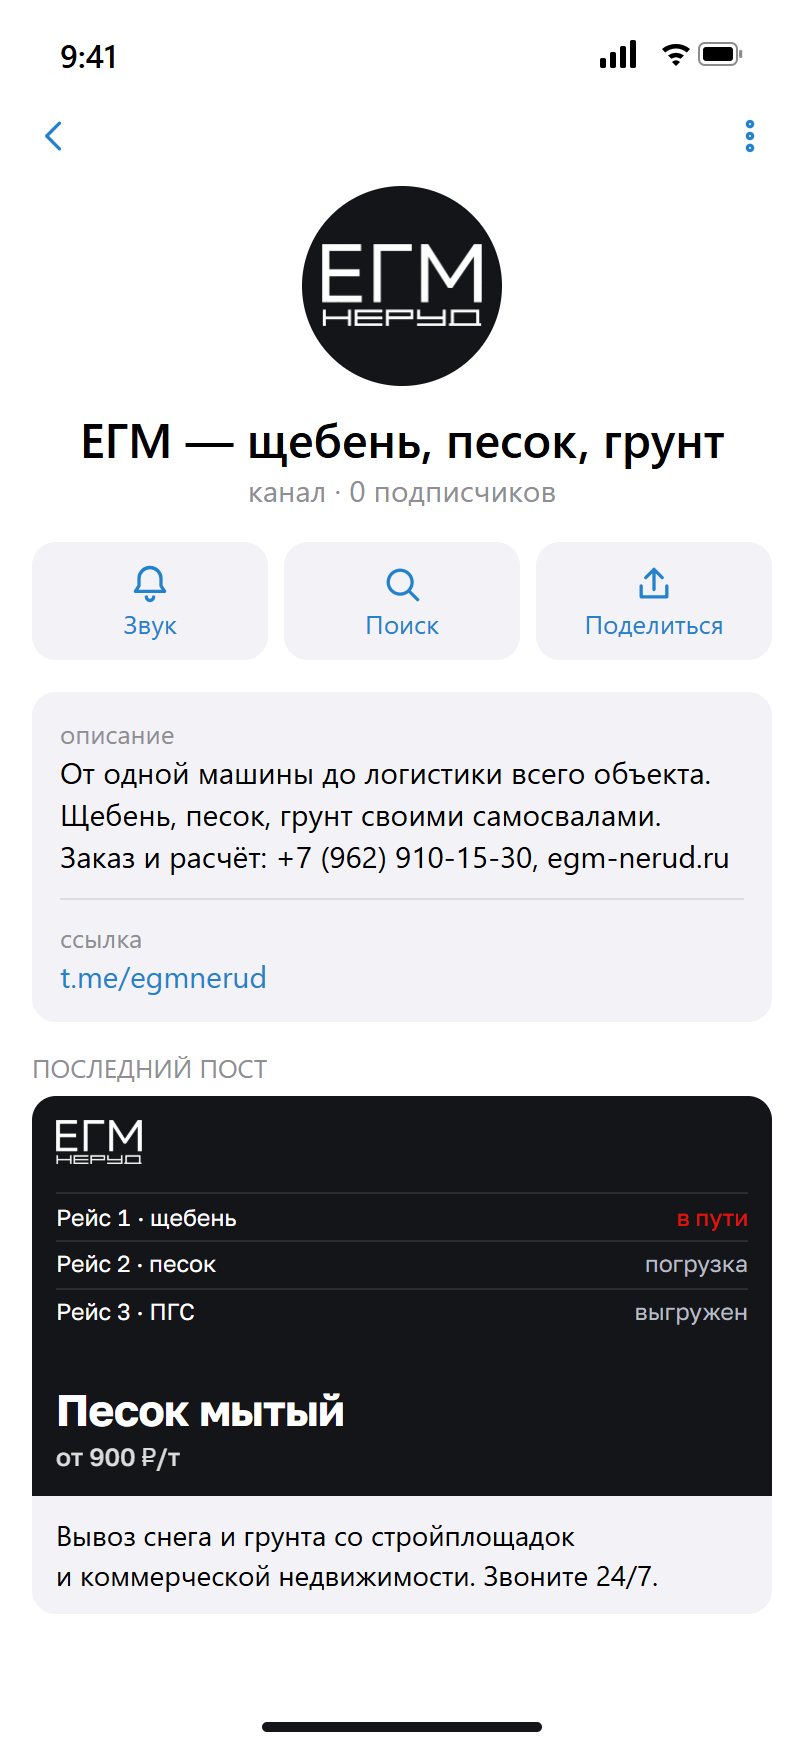 9:41
ЕГМ
НЕРУД
ЕГМ — щебень, песок, грунт
канал · 0 подписчиков
Звук
Поиск
Поделиться
описание
От одной машины до логистики всего объекта.
Щебень, песок, грунт своими самосвалами.
Заказ и расчёт: +7 (962) 910-15-30, egm-nerud.ru
ссылка
t.me/egmnerud
ПОСЛЕДНИЙ ПОСТ
ЕГМ
НЕРУД
Рейс 1 · щебень в пути
Рейс 2 · песок погрузка
Рейс 3 · ПГС выгружен
Песок мытый
от 900 ₽/т
Вывоз снега и грунта со стройплощадок
и коммерческой недвижимости. Звоните 24/7.